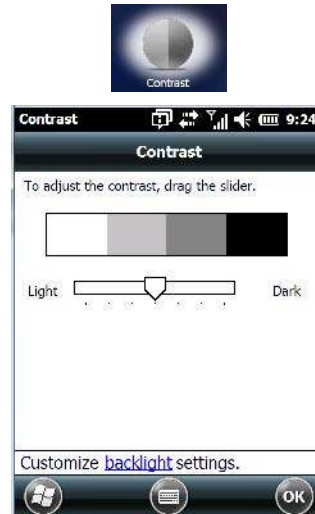 Contrast
Contrast 9:24
Contrast
To adjust the contrast, drag the slider.
Light Dark
Customize backlight settings.
OK